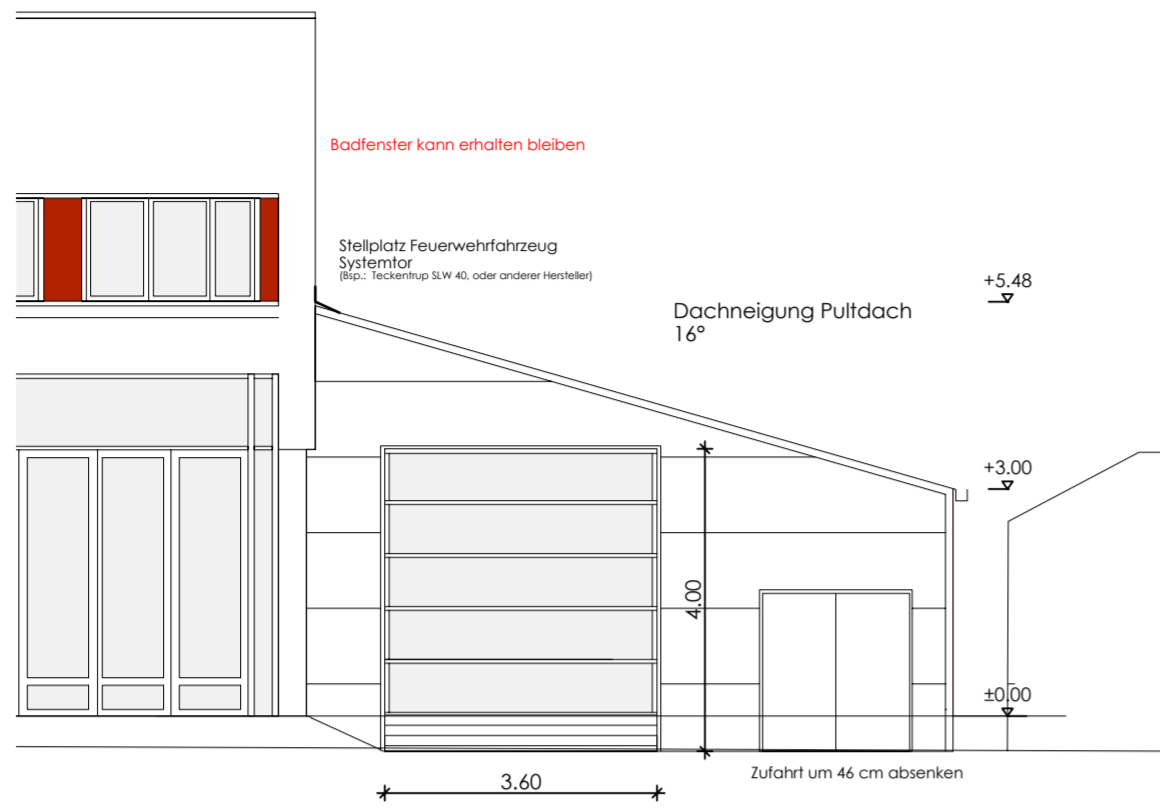 Badfenster kann erhalten bleiben
Stellplatz Feuerwehrfahrzeug
Systemtor
(Bsp.: Teckentrup SLW 40, oder anderer Hersteller)
+5.48
Dachneigung Pultdach
16°
+3.00
4.00
±0.00
Zufahrt um 46 cm absenken
3.60